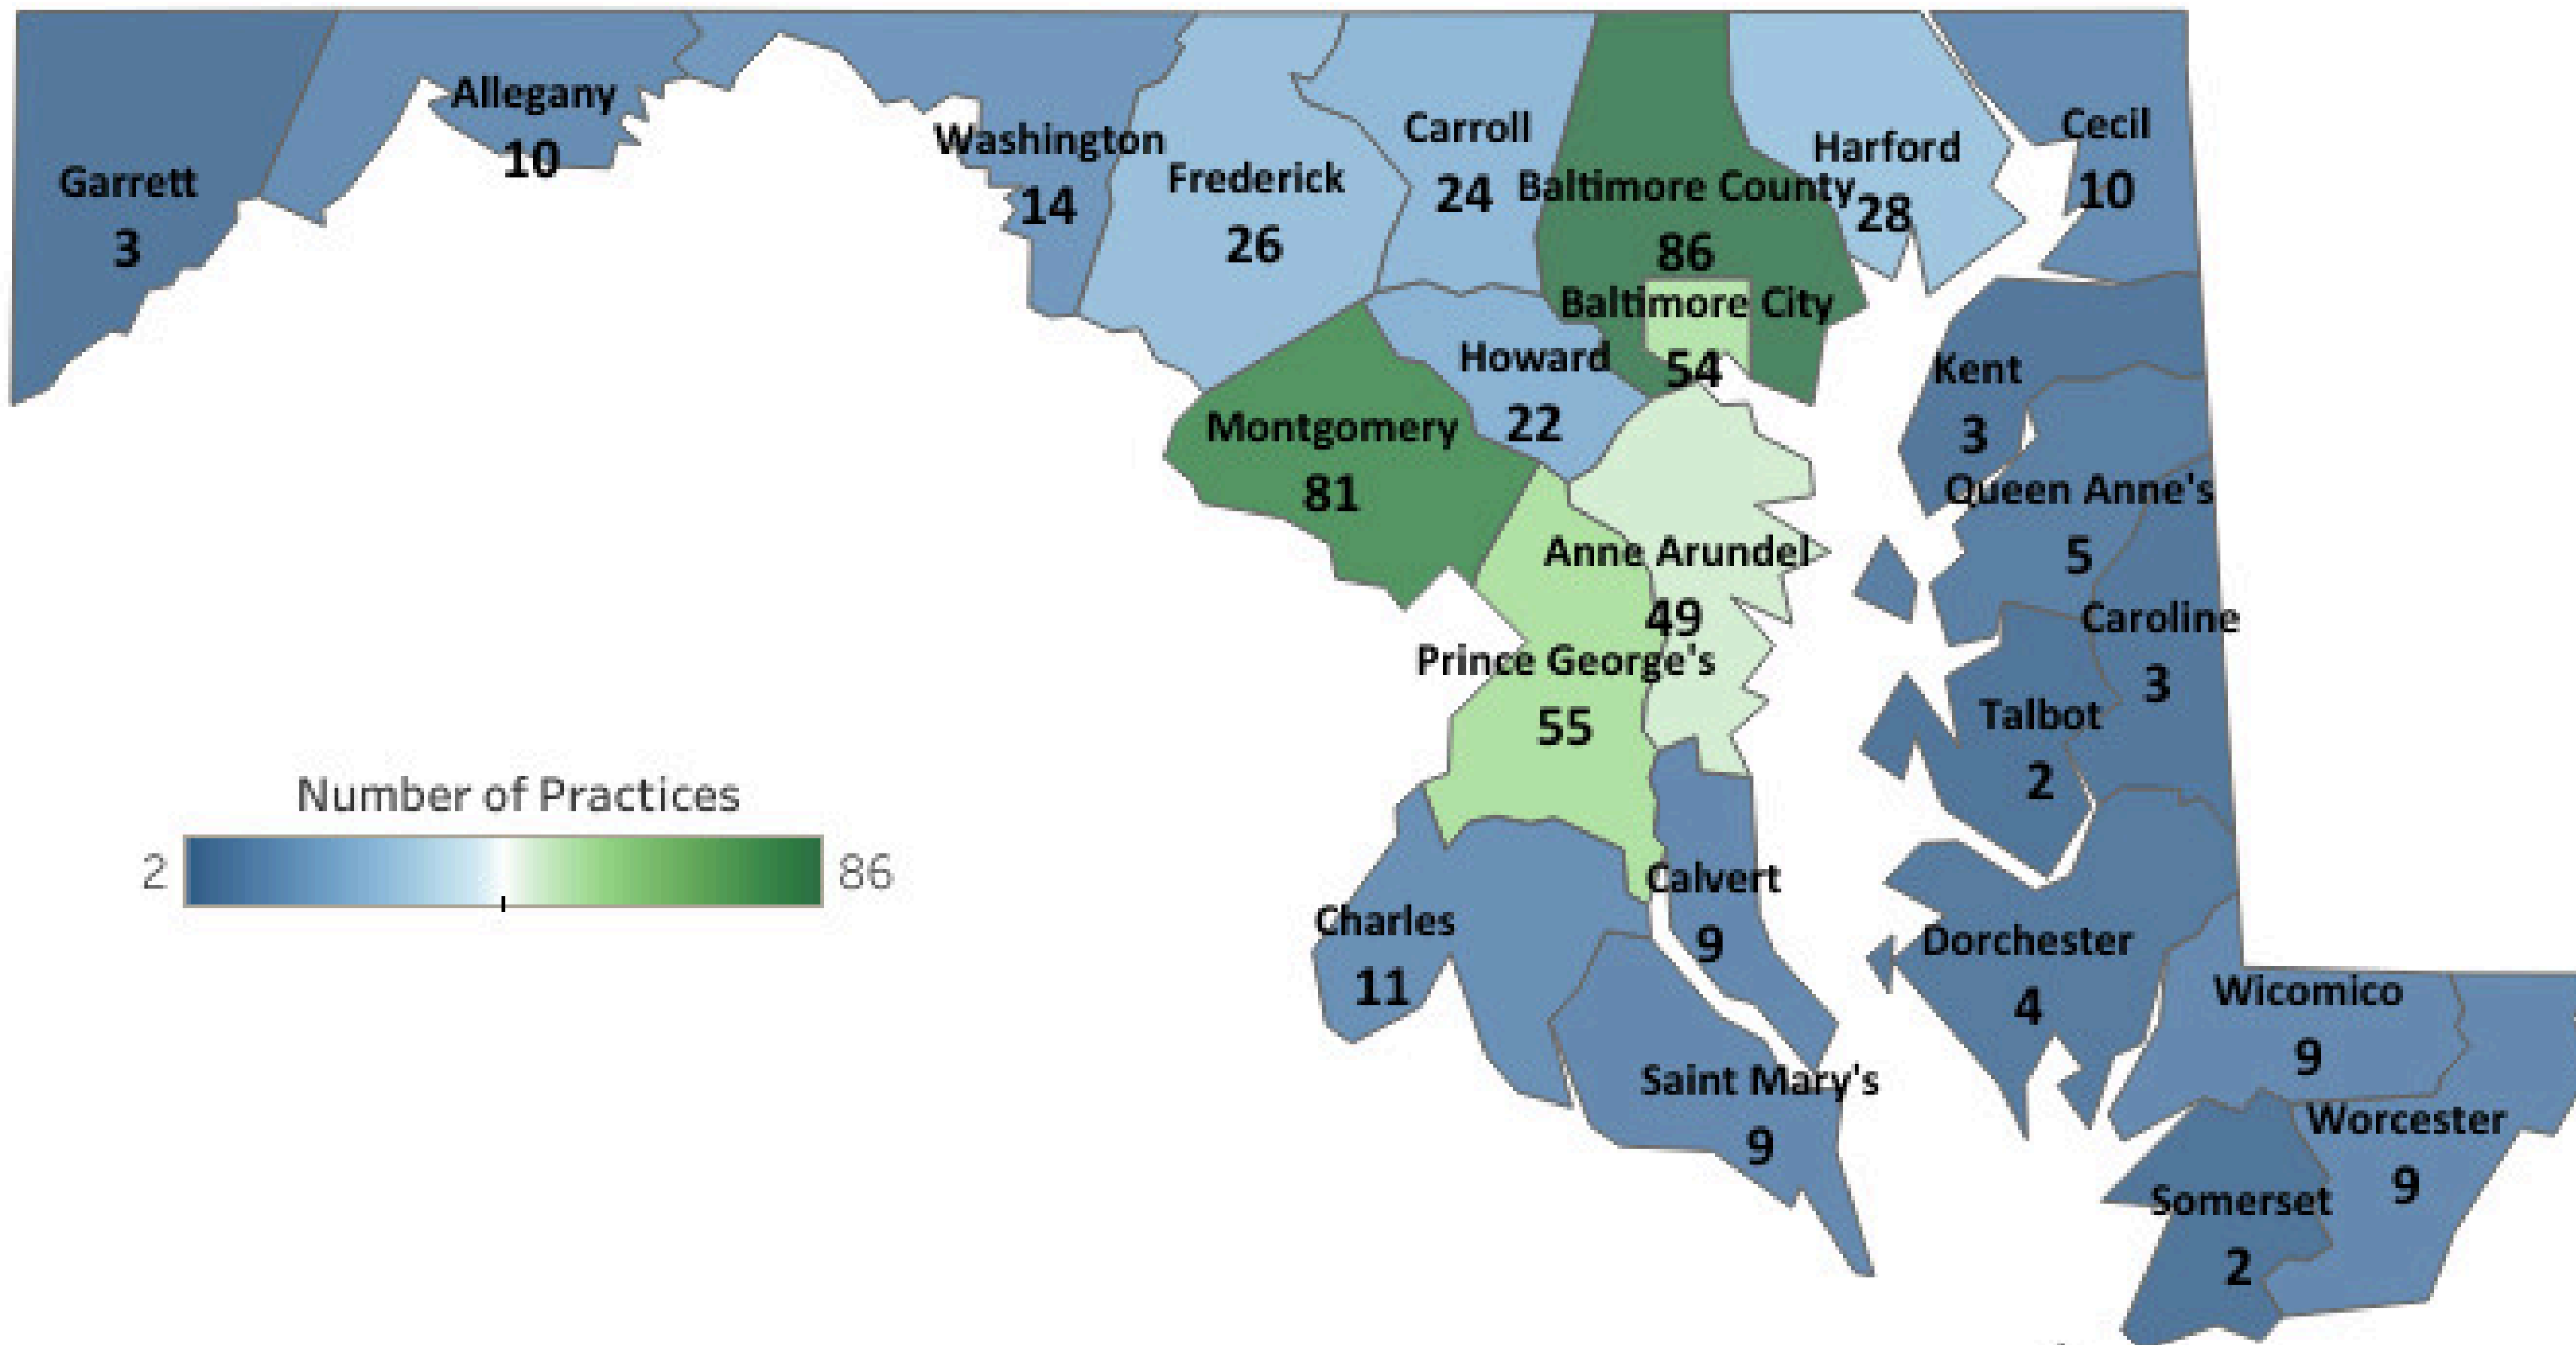 Garrett
3
Allegany
10
Washington
14
Frederick
26
Carroll
24
Baltimore County
86
Harford
28
Cecil
10
Baltimore City
54
Howard
22
Montgomery
81
Kent
3
Queen Anne's
5
Anne Arundel
49
Caroline
3
Prince George's
55
Talbot
2
Number of Practices
2
86
Calvert
9
Charles
11
Dorchester
4
Wicomico
9
Saint Mary's
9
Worcester
9
Somerset
2